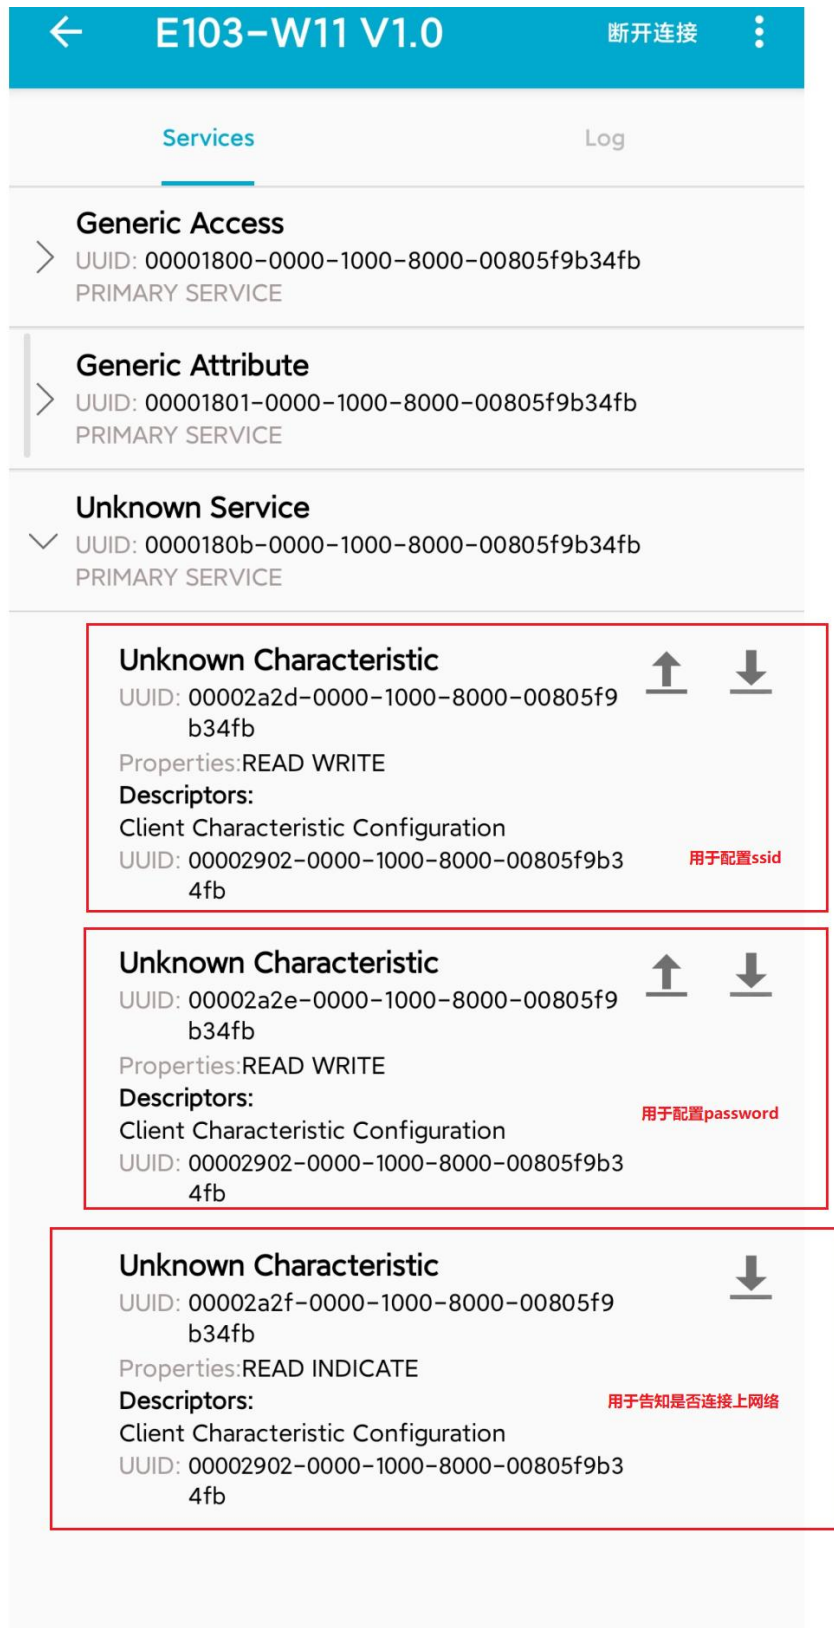 E103-W11 V1.0 断开连接
Services Log
Generic Access
UUID: 00001800-0000-1000-8000-00805f9b34fb
PRIMARY SERVICE
Generic Attribute
UUID: 00001801-0000-1000-8000-00805f9b34fb
PRIMARY SERVICE
Unknown Service
UUID: 0000180b-0000-1000-8000-00805f9b34fb
PRIMARY SERVICE
Unknown Characteristic
UUID: 00002a2d-0000-1000-8000-00805f9
b34fb
Properties:READ WRITE
Descriptors:
Client Characteristic Configuration
UUID: 00002902-0000-1000-8000-00805f9b3
用于配置ssid
4fb
Unknown Characteristic
UUID: 00002a2e-0000-1000-8000-00805f9
b34fb
Properties:READ WRITE
Descriptors:
用于配置password
Client Characteristic Configuration
UUID: 00002902-0000-1000-8000-00805f9b3
4fb
Unknown Characteristic
UUID: 00002a2f-0000-1000-8000-00805f9
b34fb
Properties:READ INDICATE
Descriptors:
用于告知是否连接上网络
Client Characteristic Configuration
UUID: 00002902-0000-1000-8000-00805f9b3
4fb